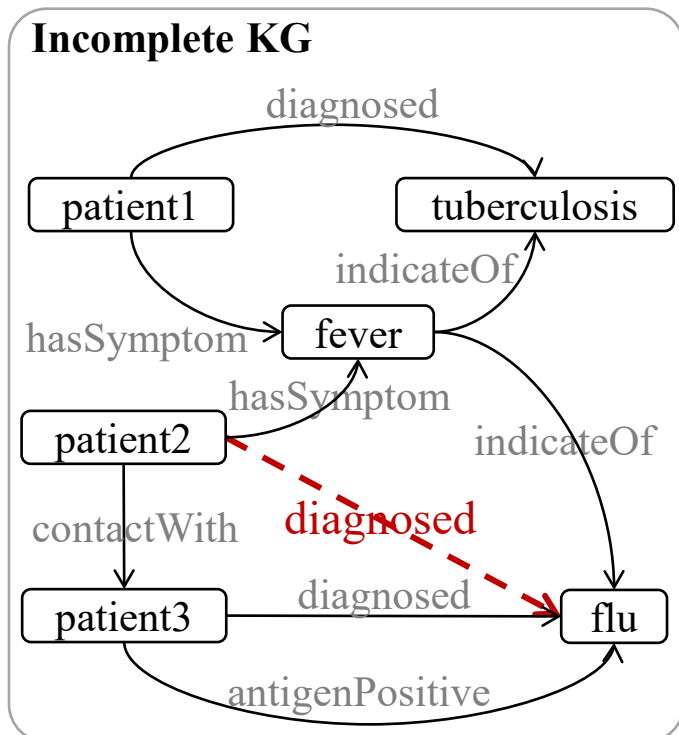 Incomplete KG
diagnosed
patient1
tuberculosis
indicateOf
hasSymptom
fever
hasSymptom
patient2
indicateOf
diagnosed
contactWith
diagnosed
patient3
flu
antigenPositive